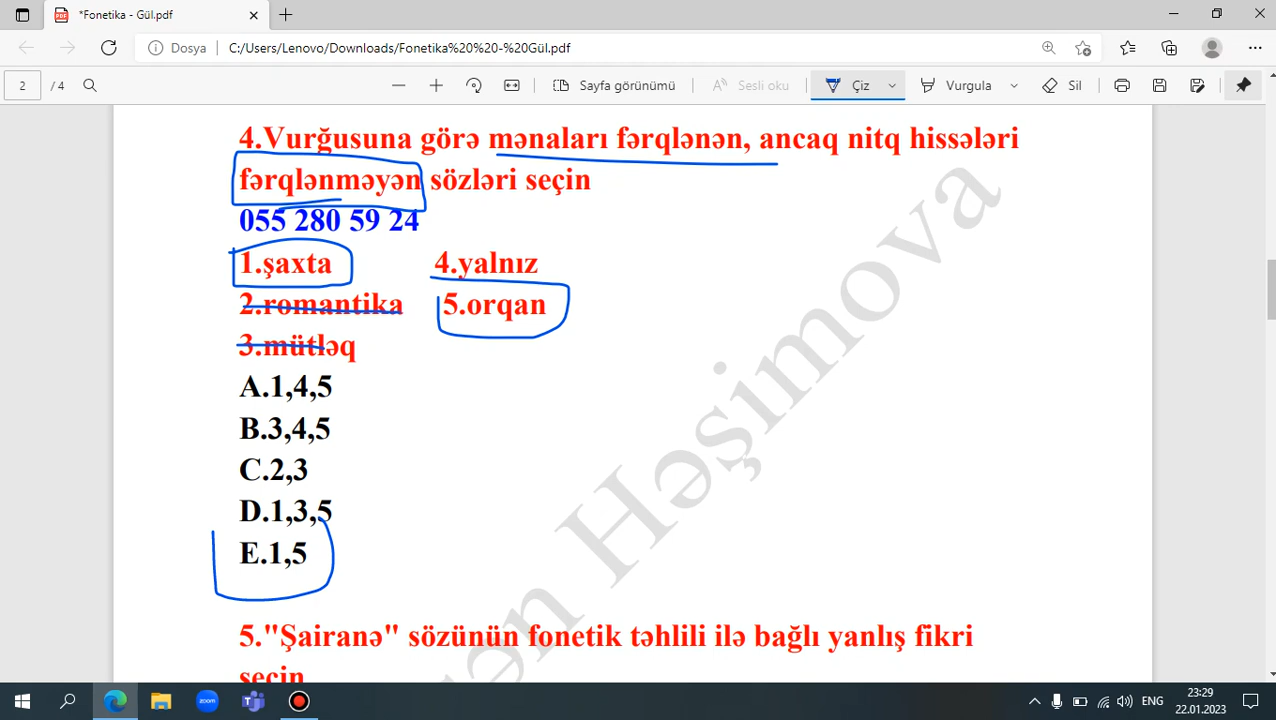 *Fonetika - Gül.pdf
Dosya
C:/Users/Lenovo/Downloads/Fonetika%20%20-%20Gül.pdf
2
/ 4
Sayfa görünümü
Sesli oku
Çiz
Vurgula
Sil
4.Vurğusuna görə mənaları fərqlənən, ancaq nitq hissələri
fərqlənməyən sözləri seçin
055 280 59 24
1.şaxta 4.yalnız
2.romantika 5.orqan
3.mütləq
A.1,4,5
B.3,4,5
C.2,3
D.1,3,5
E.1,5
ən Həşimova
5."Şairanə" sözünün fonetik təhlili ilə bağlı yanlış fikri
seçin
zoom
ENG
23:29
22.01.2023